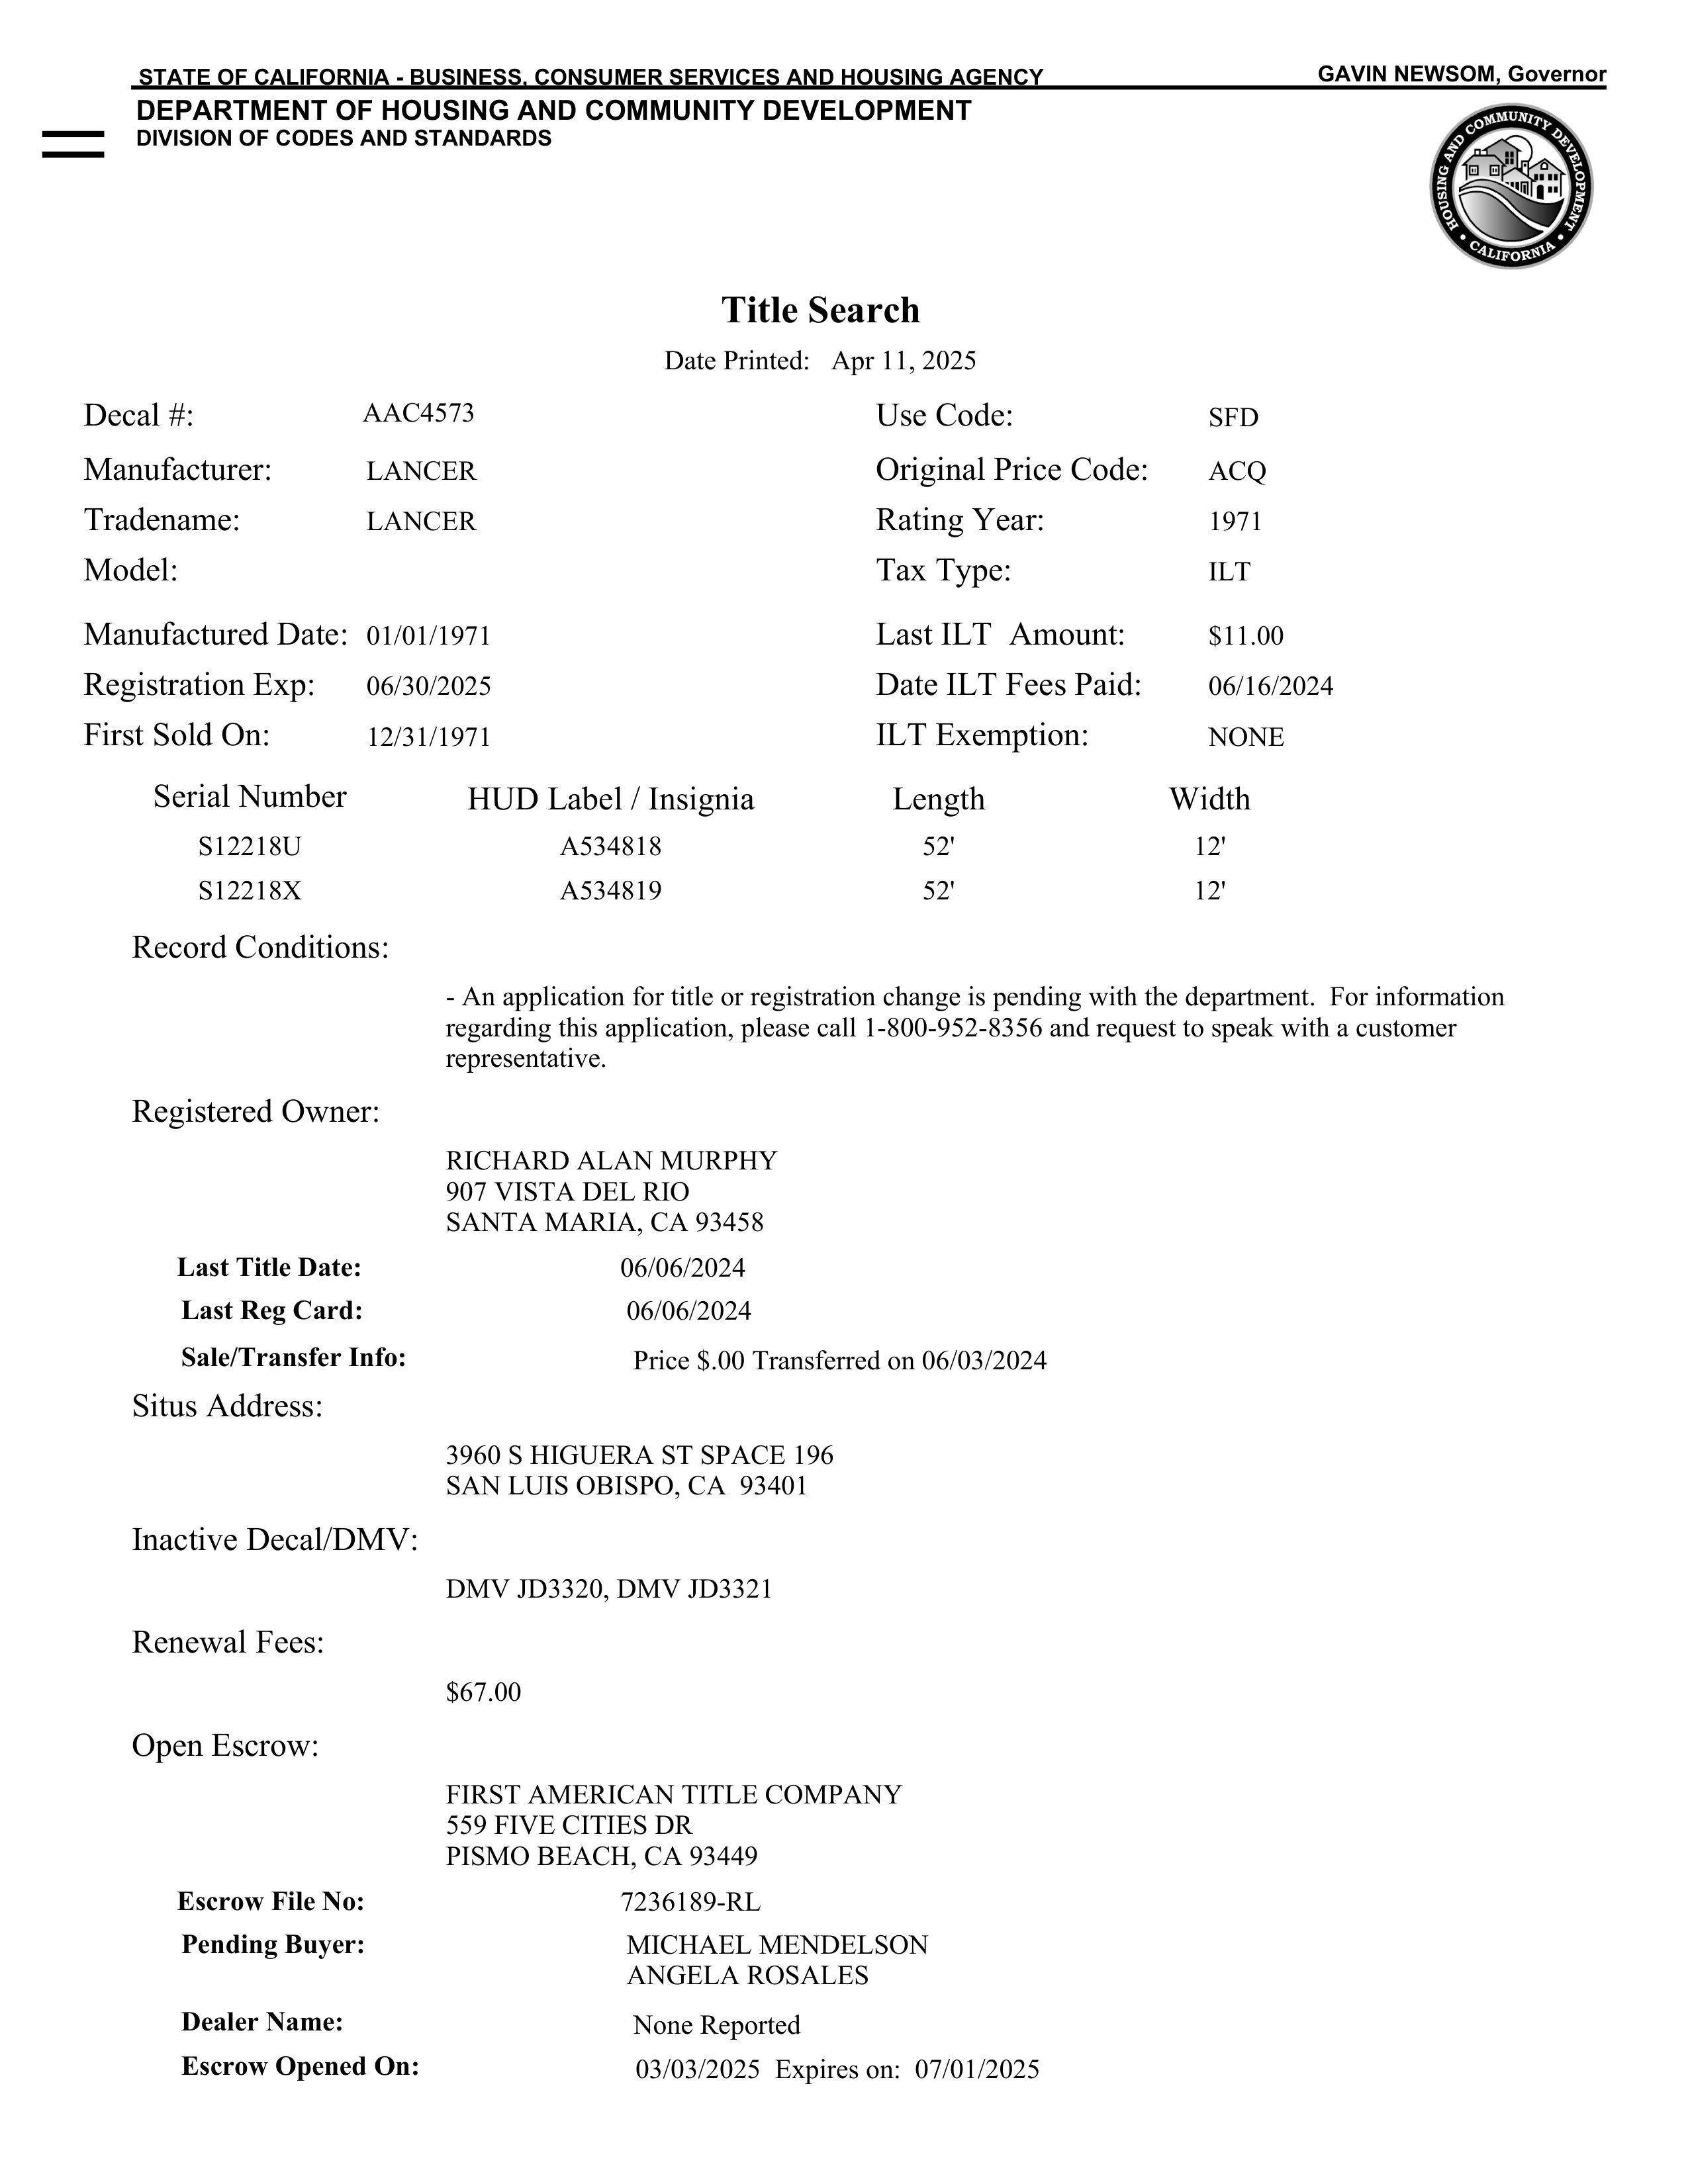 STATE OF CALIFORNIA - BUSINESS, CONSUMER SERVICES AND HOUSING AGENCY GAVIN NEWSOM, Governor
DEPARTMENT OF HOUSING AND COMMUNITY DEVELOPMENT
DIVISION OF CODES AND STANDARDS
HOUSING AND COMMUNITY DEVELOPMENT • CALIFORNIA •
Title Search
Date Printed: Apr 11, 2025
Decal #: AAC4573 Use Code: SFD
Manufacturer: LANCER Original Price Code: ACQ
Tradename: LANCER Rating Year: 1971
Model: Tax Type: ILT
Manufactured Date: 01/01/1971 Last ILT Amount: $11.00
Registration Exp: 06/30/2025 Date ILT Fees Paid: 06/16/2024
First Sold On: 12/31/1971 ILT Exemption: NONE
Serial Number HUD Label / Insignia Length Width
S12218U A534818 52' 12'
S12218X A534819 52' 12'
Record Conditions:
- An application for title or registration change is pending with the department. For information
regarding this application, please call 1-800-952-8356 and request to speak with a customer
representative.
Registered Owner:
RICHARD ALAN MURPHY
907 VISTA DEL RIO
SANTA MARIA, CA 93458
Last Title Date: 06/06/2024
Last Reg Card: 06/06/2024
Sale/Transfer Info: Price $.00 Transferred on 06/03/2024
Situs Address:
3960 S HIGUERA ST SPACE 196
SAN LUIS OBISPO, CA 93401
Inactive Decal/DMV:
DMV JD3320, DMV JD3321
Renewal Fees:
$67.00
Open Escrow:
FIRST AMERICAN TITLE COMPANY
559 FIVE CITIES DR
PISMO BEACH, CA 93449
Escrow File No: 7236189-RL
Pending Buyer: MICHAEL MENDELSON
ANGELA ROSALES
Dealer Name: None Reported
Escrow Opened On: 03/03/2025 Expires on: 07/01/2025